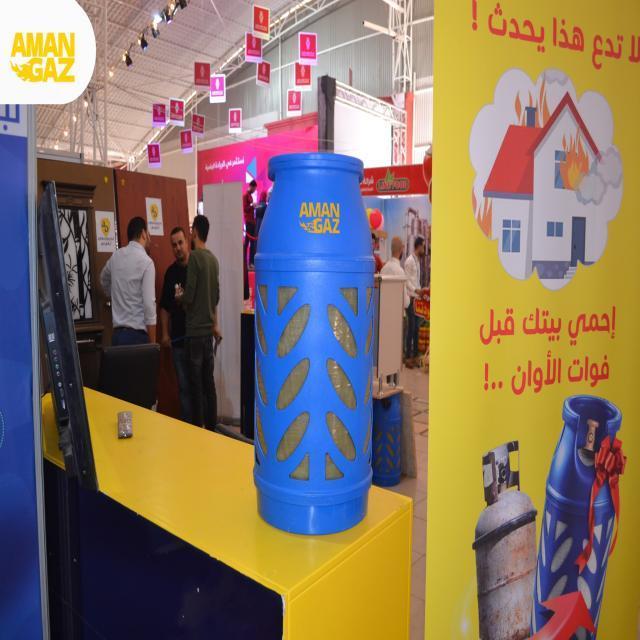 AMAN
GAZ
لا تدع هذا يحدث !
AMAN
GAZ
إحمي بيتك قبل
فوات الأوان ..!